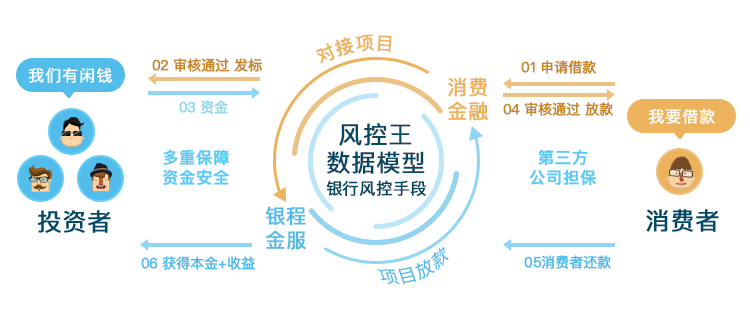 对接项目
我们有闲钱
02 审核通过 发标
03 资金
多重保障
资金安全
投资者
06 获得本金+收益
风控王
数据模型
银行风控手段
消费
金融
银程
金服
项目放款
01 申请借款
04 审核通过 放款
我要借款
第三方
公司担保
消费者
05消费者还款